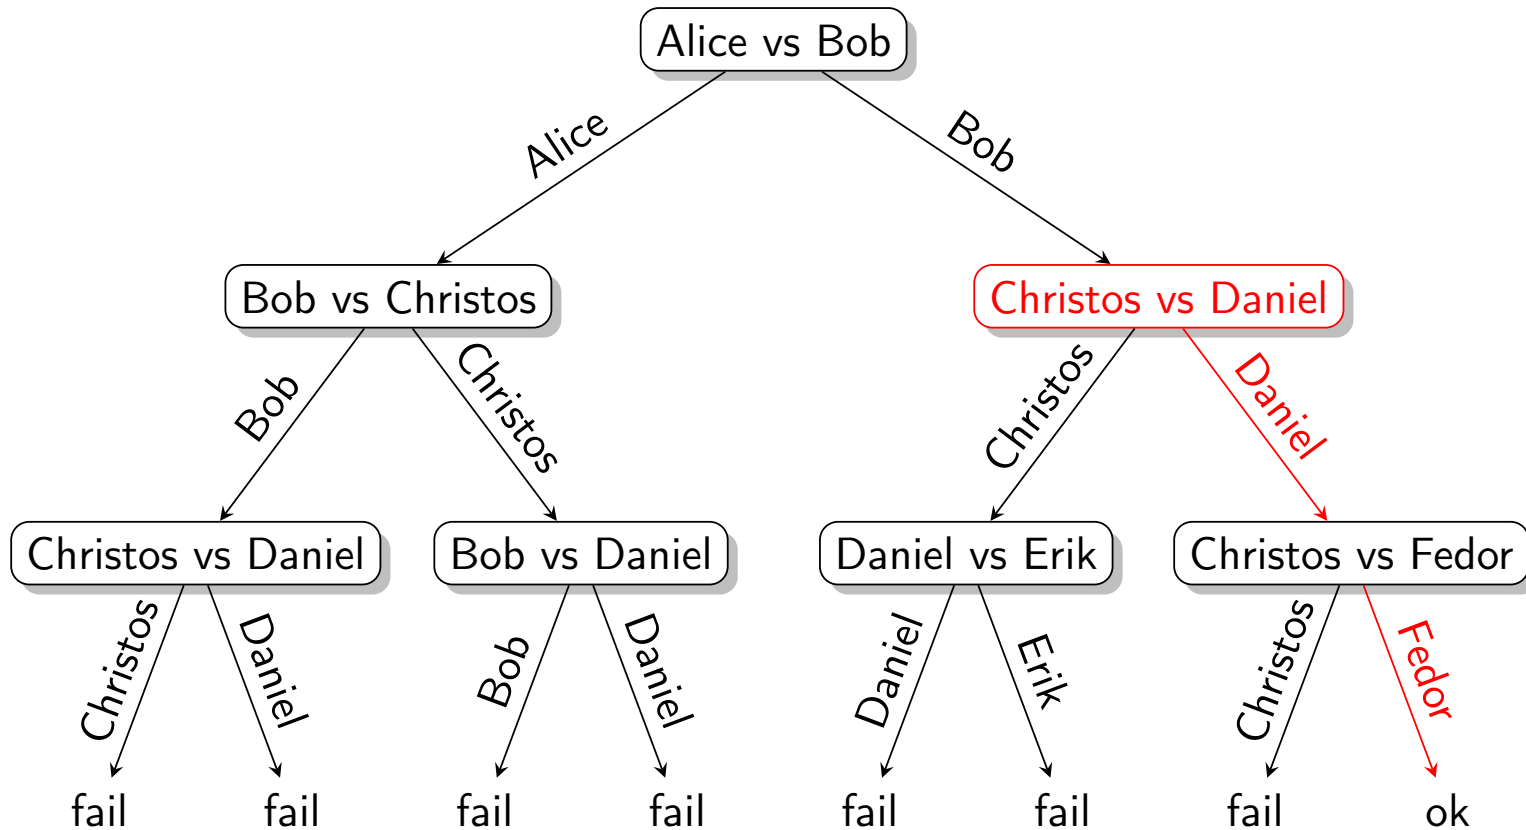 Alice vs Bob
Alice
Bob
Bob vs Christos
Christos vs Daniel
Bob
Christos
Christos
Daniel
Christos vs Daniel
Bob vs Daniel
Daniel vs Erik
Christos vs Fedor
Christos
Daniel
Bob
Daniel
Daniel
Erik
Christos
Fedor
fail
fail
fail
fail
fail
fail
fail
ok